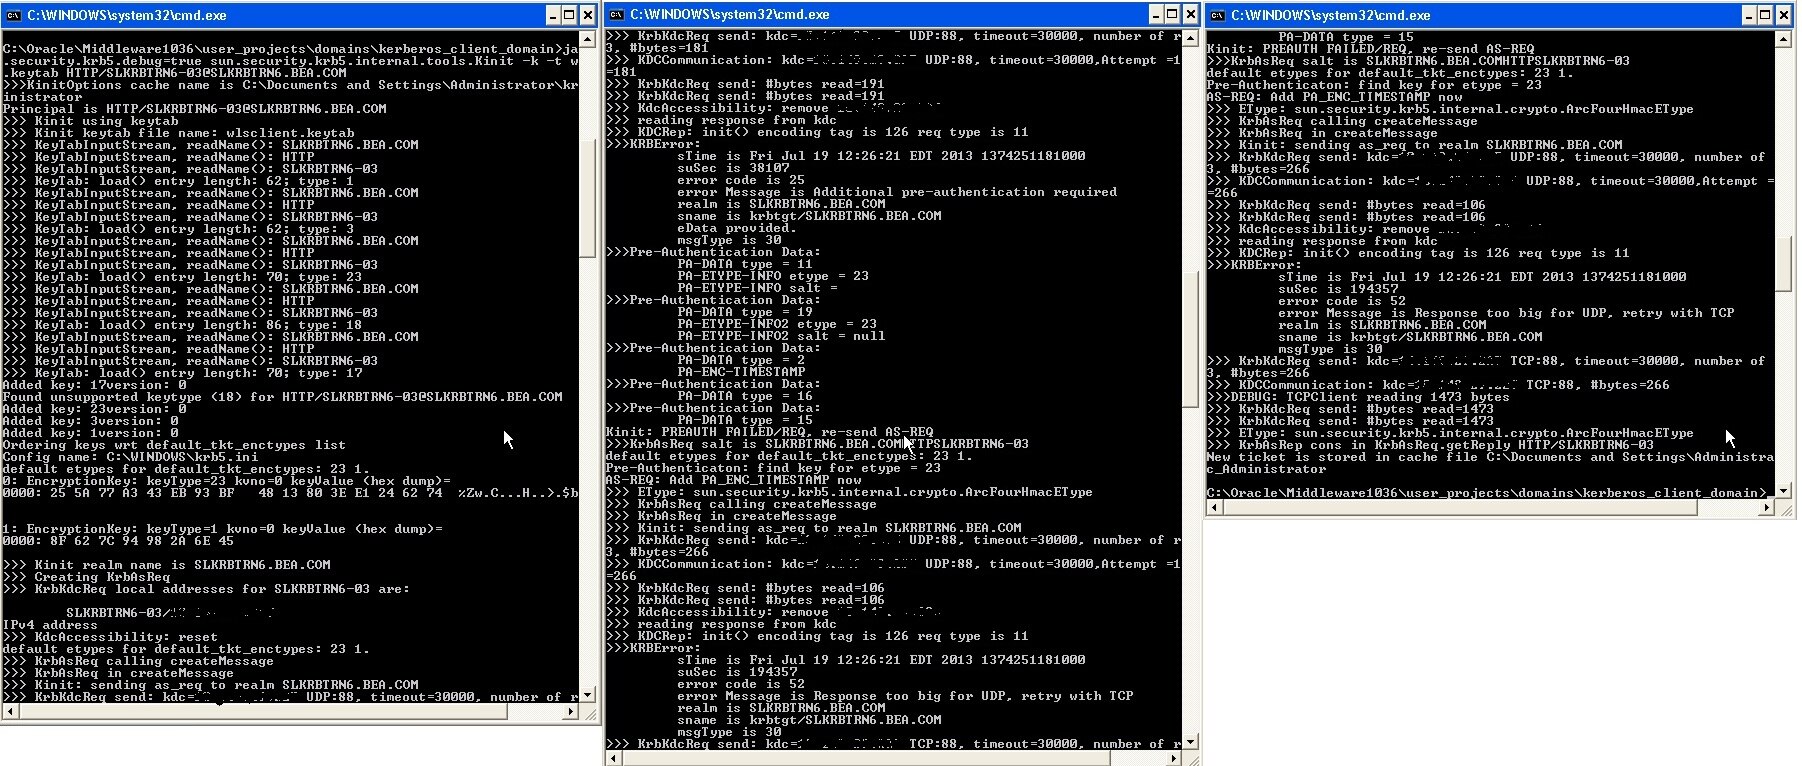 C:\WINDOWS\system32\cmd.exe
C:\Oracle\Middleware1036\user_projects\domains\kerberos_client_domain>ja
.security.krb5.debug=true sun.security.krb5.internal.tools.Kinit -k -t w
.keytab HTTP/SLKRBTRN6-03@SLKRBTRN6.BEA.COM
>>>KinitOptions cache name is C:\Documents and Settings\Administrator\kr
inistrator
Principal is HTTP/SLKRBTRN6-03@SLKRBTRN6.BEA.COM
>>> Kinit using keytab
>>> Kinit keytab file name: wlsclient.keytab
>>> KeyTabInputStream, readName(): SLKRBTRN6.BEA.COM
>>> KeyTabInputStream, readName(): HTTP
>>> KeyTabInputStream, readName(): SLKRBTRN6-03
>>> KeyTab: load() entry length: 62; type: 1
>>> KeyTabInputStream, readName(): SLKRBTRN6.BEA.COM
>>> KeyTabInputStream, readName(): HTTP
>>> KeyTabInputStream, readName(): SLKRBTRN6-03
>>> KeyTab: load() entry length: 62; type: 3
>>> KeyTabInputStream, readName(): SLKRBTRN6.BEA.COM
>>> KeyTabInputStream, readName(): HTTP
>>> KeyTabInputStream, readName(): SLKRBTRN6-03
>>> KeyTab: load() entry length: 70; type: 23
>>> KeyTabInputStream, readName(): SLKRBTRN6.BEA.COM
>>> KeyTabInputStream, readName(): HTTP
>>> KeyTabInputStream, readName(): SLKRBTRN6-03
>>> KeyTab: load() entry length: 86; type: 18
>>> KeyTabInputStream, readName(): SLKRBTRN6.BEA.COM
>>> KeyTabInputStream, readName(): HTTP
>>> KeyTabInputStream, readName(): SLKRBTRN6-03
>>> KeyTab: load() entry length: 70; type: 17
Added key: 17version: 0
Found unsupported keytype (18) for HTTP/SLKRBTRN6-03@SLKRBTRN6.BEA.COM
Added key: 23version: 0
Added key: 3version: 0
Added key: 1version: 0
Ordering keys wrt default_tkt_enctypes list
Config name: C:\WINDOWS\krb5.ini
default etypes for default_tkt_enctypes: 23 1.
0: EncryptionKey: keyType=23 kvno=0 keyValue (hex dump)=
0000: 25 5A 77 A3 43 EB 93 BF   48 13 80 3E E1 24 62 74  %Zw.C...H..>.$b
1: EncryptionKey: keyType=1 kvno=0 keyValue (hex dump)=
0000: 8F 62 7C 94 98 2A 6E 45
>>> Kinit realm name is SLKRBTRN6.BEA.COM
>>> Creating KrbAsReq
>>> KrbKdcReq local addresses for SLKRBTRN6-03 are:
SLKRBTRN6-03/
IPv4 address
>>> KdcAccessibility: reset
default etypes for default_tkt_enctypes: 23 1.
>>> KrbAsReq calling createMessage
>>> KrbAsReq in createMessage
>>> Kinit: sending as_req to realm SLKRBTRN6.BEA.COM
>>> KrbKdcReq send: kdc= UDP:88, timeout=30000, number of r
C:\WINDOWS\system32\cmd.exe
>>> KrbKdcReq send: kdc= UDP:88, timeout=30000, number of r
3, #bytes=181
>>> KDCCommunication: kdc= UDP:88, timeout=30000,Attempt =1
=181
>>> KrbKdcReq send: #bytes read=191
>>> KrbKdcReq send: #bytes read=191
>>> KdcAccessibility: remove
>>> reading response from kdc
>>> KDCRep: init() encoding tag is 126 req type is 11
>>>KRBError:
sTime is Fri Jul 19 12:26:21 EDT 2013 1374251181000
suSec is 38107
error code is 25
error Message is Additional pre-authentication required
realm is SLKRBTRN6.BEA.COM
sname is krbtgt/SLKRBTRN6.BEA.COM
eData provided.
msgType is 30
>>>Pre-Authentication Data:
PA-DATA type = 11
PA-ETYPE-INFO etype = 23
PA-ETYPE-INFO salt =
>>>Pre-Authentication Data:
PA-DATA type = 19
PA-ETYPE-INFO2 etype = 23
PA-ETYPE-INFO2 salt = null
>>>Pre-Authentication Data:
PA-DATA type = 2
PA-ENC-TIMESTAMP
>>>Pre-Authentication Data:
PA-DATA type = 16
>>>Pre-Authentication Data:
PA-DATA type = 15
Kinit: PREAUTH FAILED/REQ, re-send AS-REQ
>>>KrbAsReq salt is SLKRBTRN6.BEA.COMHTTPSLKRBTRN6-03
default etypes for default_tkt_enctypes: 23 1.
Pre-Authenticaton: find key for etype = 23
AS-REQ: Add PA_ENC_TIMESTAMP now
>>> EType: sun.security.krb5.internal.crypto.ArcFourHmacEType
>>> KrbAsReq calling createMessage
>>> KrbAsReq in createMessage
>>> Kinit: sending as_req to realm SLKRBTRN6.BEA.COM
>>> KrbKdcReq send: kdc= UDP:88, timeout=30000, number of r
3, #bytes=266
>>> KDCCommunication: kdc= UDP:88, timeout=30000,Attempt =1
=266
>>> KrbKdcReq send: #bytes read=106
>>> KrbKdcReq send: #bytes read=106
>>> KdcAccessibility: remove
>>> reading response from kdc
>>> KDCRep: init() encoding tag is 126 req type is 11
>>>KRBError:
sTime is Fri Jul 19 12:26:21 EDT 2013 1374251181000
suSec is 194357
error code is 52
error Message is Response too big for UDP, retry with TCP
realm is SLKRBTRN6.BEA.COM
sname is krbtgt/SLKRBTRN6.BEA.COM
msgType is 30
>>> KrbKdcReq send: kdc= TCP:88, timeout=30000, number of r
C:\WINDOWS\system32\cmd.exe
PA-DATA type = 15
Kinit: PREAUTH FAILED/REQ, re-send AS-REQ
>>>KrbAsReq salt is SLKRBTRN6.BEA.COMHTTPSLKRBTRN6-03
default etypes for default_tkt_enctypes: 23 1.
Pre-Authenticaton: find key for etype = 23
AS-REQ: Add PA_ENC_TIMESTAMP now
>>> EType: sun.security.krb5.internal.crypto.ArcFourHmacEType
>>> KrbAsReq calling createMessage
>>> KrbAsReq in createMessage
>>> Kinit: sending as_req to realm SLKRBTRN6.BEA.COM
>>> KrbKdcReq send: kdc= UDP:88, timeout=30000, number of
3, #bytes=266
>>> KDCCommunication: kdc= UDP:88, timeout=30000,Attempt =
=266
>>> KrbKdcReq send: #bytes read=106
>>> KrbKdcReq send: #bytes read=106
>>> KdcAccessibility: remove
>>> reading response from kdc
>>> KDCRep: init() encoding tag is 126 req type is 11
>>>KRBError:
sTime is Fri Jul 19 12:26:21 EDT 2013 1374251181000
suSec is 194357
error code is 52
error Message is Response too big for UDP, retry with TCP
realm is SLKRBTRN6.BEA.COM
sname is krbtgt/SLKRBTRN6.BEA.COM
msgType is 30
>>> KrbKdcReq send: kdc= TCP:88, timeout=30000, number of
3, #bytes=266
>>> KDCCommunication: kdc= TCP:88, #bytes=266
>>>DEBUG: TCPClient reading 1473 bytes
>>> KrbKdcReq send: #bytes read=1473
>>> KrbKdcReq send: #bytes read=1473
>>> EType: sun.security.krb5.internal.crypto.ArcFourHmacEType
>>> KrbAsRep cons in KrbAsReq.getReply HTTP/SLKRBTRN6-03
New ticket is stored in cache file C:\Documents and Settings\Administra
c_Administrator
C:\Oracle\Middleware1036\user_projects\domains\kerberos_client_domain>_